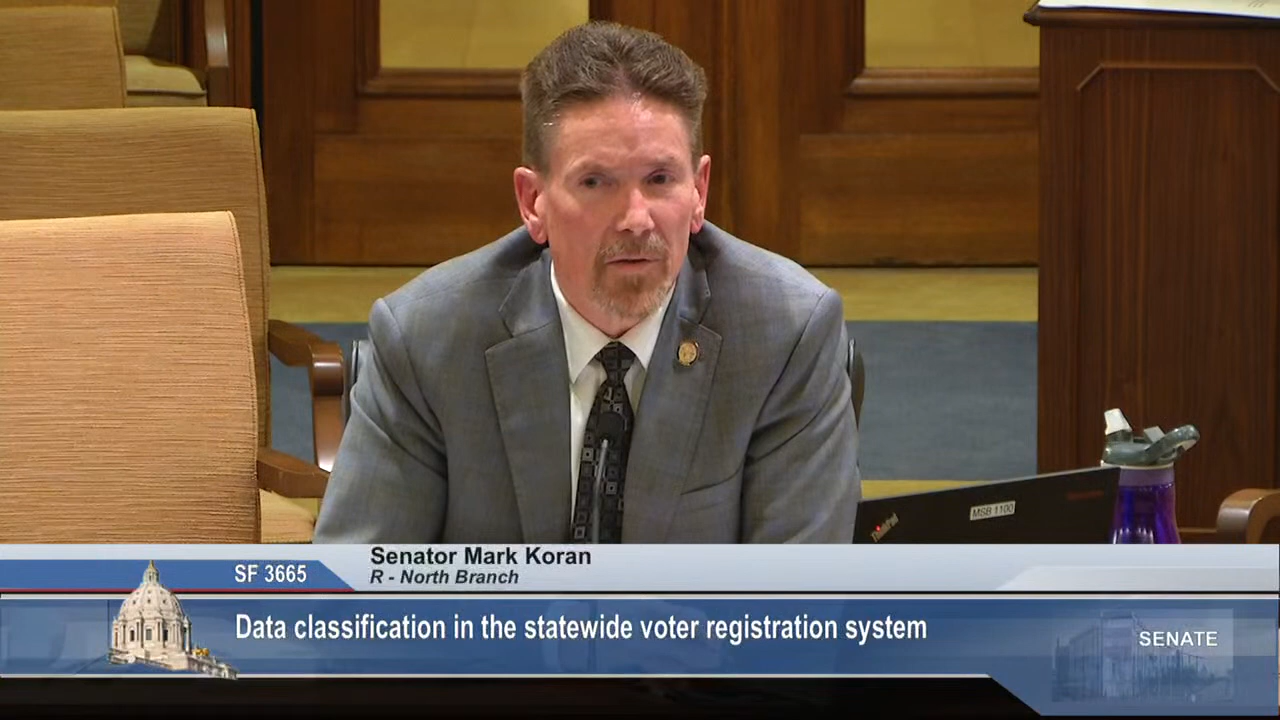 MSB 1100
ThinkPad
Senator Mark Koran
SF 3665
R - North Branch
Data classification in the statewide voter registration system
SENATE